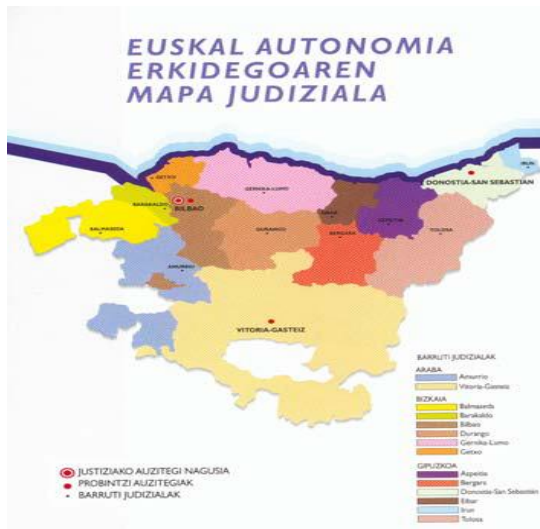 EUSKAL AUTONOMIA
ERKIDEGOAREN
MAPA JUDIZIALA
IRUN
GETXO
DONOSTIA-SAN SEBASTIAN
GERNIKA-LUMO
BARAKALDO
BILBAO
EIBAR
AZPEITIA
BALMASEDA
DURANGO
BERGARA
TOLOSA
AMURRIO
VITORIA-GASTEIZ
BARRUTI JUDIZIALAK
ARABA
Amurrio
Vitoria-Gasteiz
BIZKAIA
Balmaseda
Barakaldo
Bilbao
Durango
Gernika-Lumo
Getxo
GIPUZKOA
Azpeitia
Bergara
Donostia-San Sebastián
Eibar
Irun
Tolosa
JUSTIZIAKO AUZITEGI NAGUSIA
PROBINTZI AUZITEGIAK
BARRUTI JUDIZIALAK